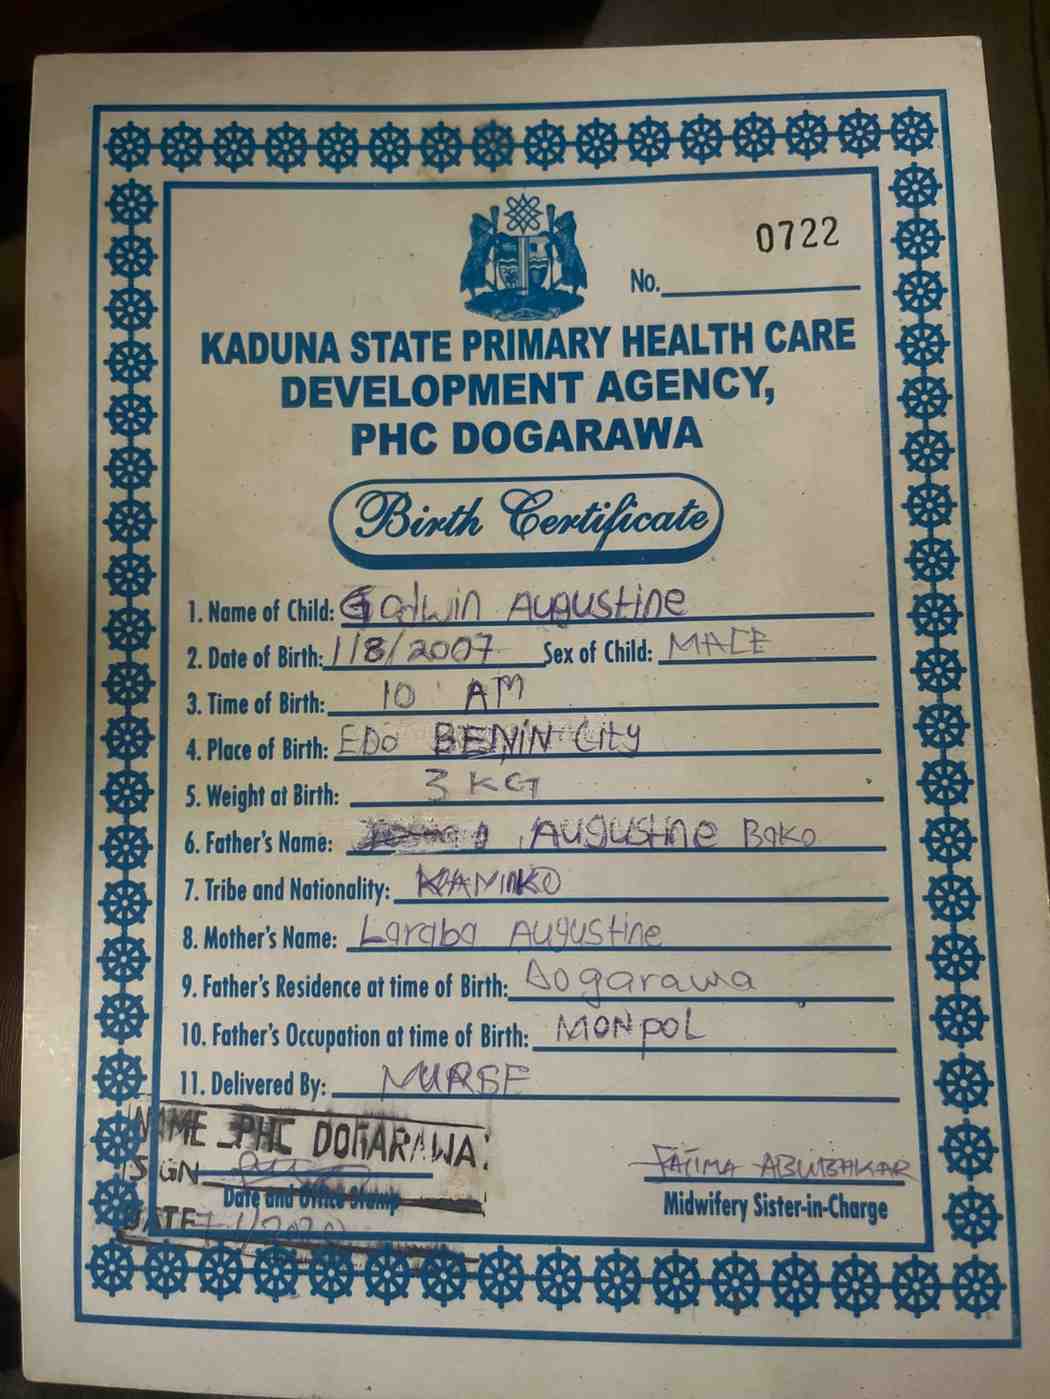 0722
No.
KADUNA STATE PRIMARY HEALTH CARE
DEVELOPMENT AGENCY,
PHC DOGARAWA
Birth Certificate
1. Name of Child: Godwin Augustine
2. Date of Birth: 1/8/2007 Sex of Child: MALE
3. Time of Birth: 10 AM
4. Place of Birth: EDO BENIN City
5. Weight at Birth: 3 KG
6. Father's Name: Augustine Bako
7. Tribe and Nationality: KAMNKO
8. Mother's Name: Laraba Augustine
9. Father's Residence at time of Birth: Dogarawa
10. Father's Occupation at time of Birth: MONPOL
11. Delivered By: NURSE
NAME PHC DOGARAWA
SIGN
Date and Office Stamp
DATE
FATIMA ABUBAKAR
Midwifery Sister-in-Charge